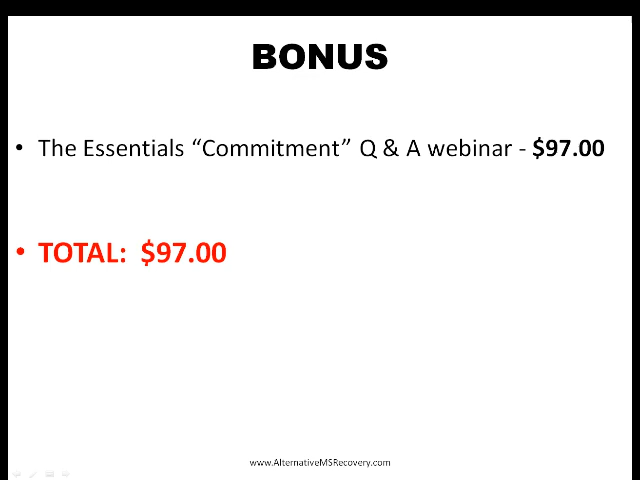 BONUS
• The Essentials “Commitment” Q & A webinar - $97.00
• TOTAL: $97.00
www.AlternativeMSRecovery.com